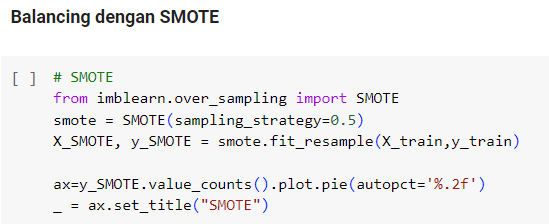 Balancing dengan SMOTE
[ ] # SMOTE
from imblearn.over_sampling import SMOTE
smote = SMOTE(sampling_strategy=0.5)
X_SMOTE, y_SMOTE = smote.fit_resample(X_train,y_train)
ax=y_SMOTE.value_counts().plot.pie(autopct='%.2f')
_ = ax.set_title("SMOTE")